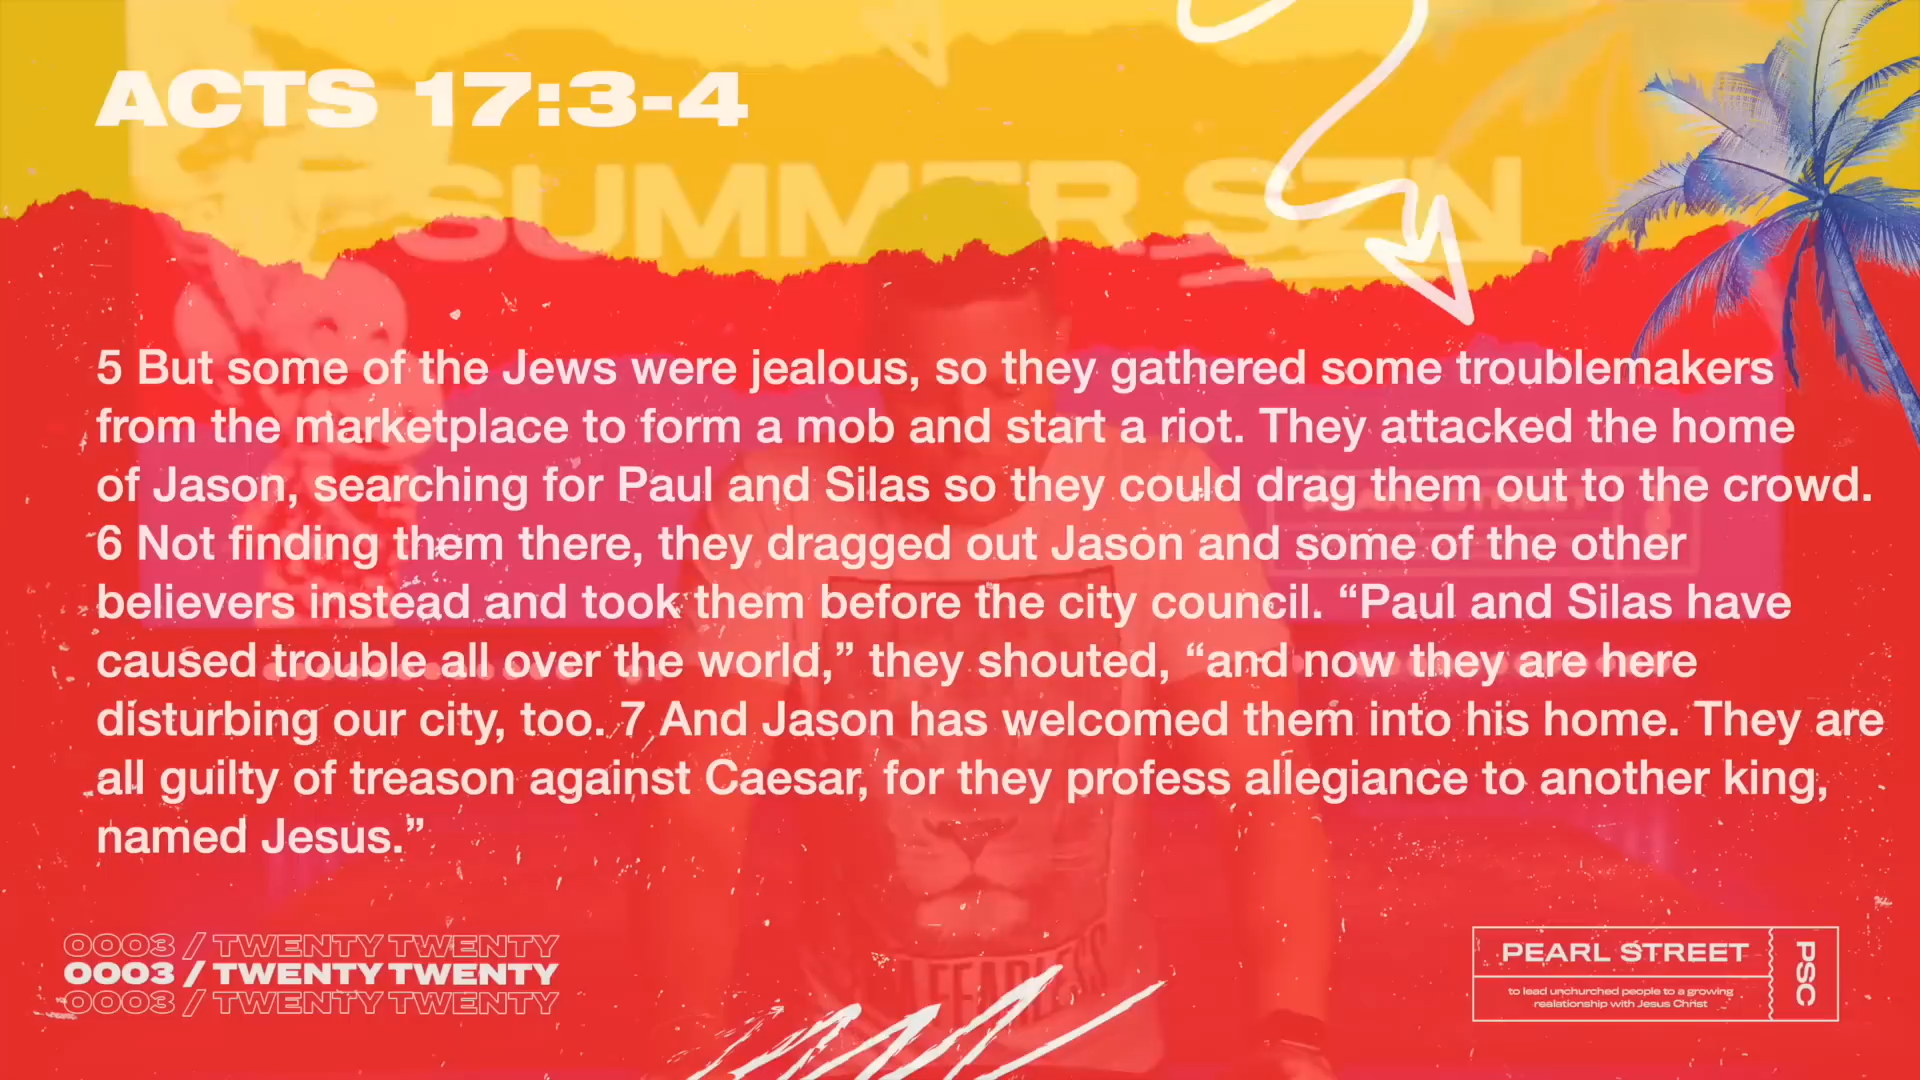 ACTS 17:3-4
SUMMER SZN
5 But some of the Jews were jealous, so they gathered some troublemakers
from the marketplace to form a mob and start a riot. They attacked the home
of Jason, searching for Paul and Silas so they could drag them out to the crowd.
6 Not finding them there, they dragged out Jason and some of the other
believers instead and took them before the city council. “Paul and Silas have
caused trouble all over the world,” they shouted, “and now they are here
disturbing our city, too. 7 And Jason has welcomed them into his home. They are
all guilty of treason against Caesar, for they profess allegiance to another king,
named Jesus.”
FEARLESS
0003 / TWENTY TWENTY
0003 / TWENTY TWENTY
0003 / TWENTY TWENTY
PEARL STREET
to lead unchurched people to a growing
realationship with Jesus Christ
PSC